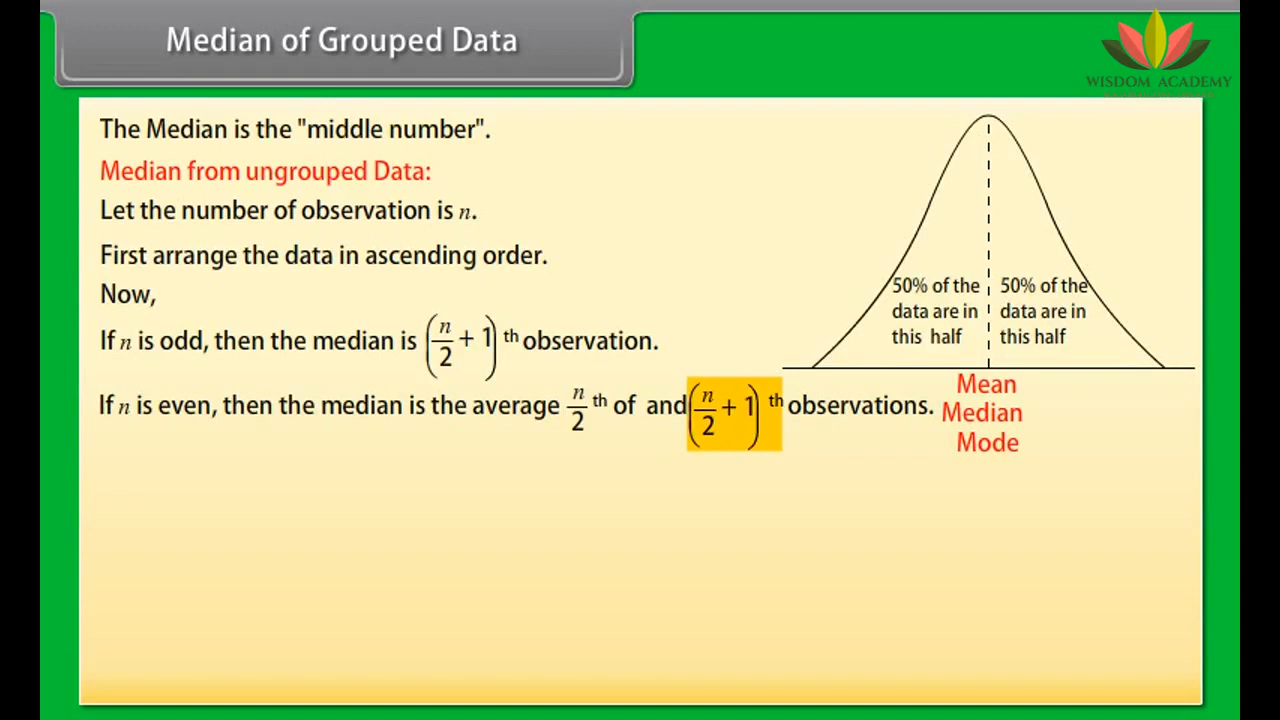 Median of Grouped Data
WISDOM ACADEMY
The Median is the "middle number".
Median from ungrouped Data:
Let the number of observation is n.
First arrange the data in ascending order.
Now,
If n is odd, then the median is (n/2 + 1) th observation.
If n is even, then the median is the average n/2 th of and (n/2 + 1) th observations.
50% of the
data are in
this half
50% of the
data are in
this half
Mean
Median
Mode